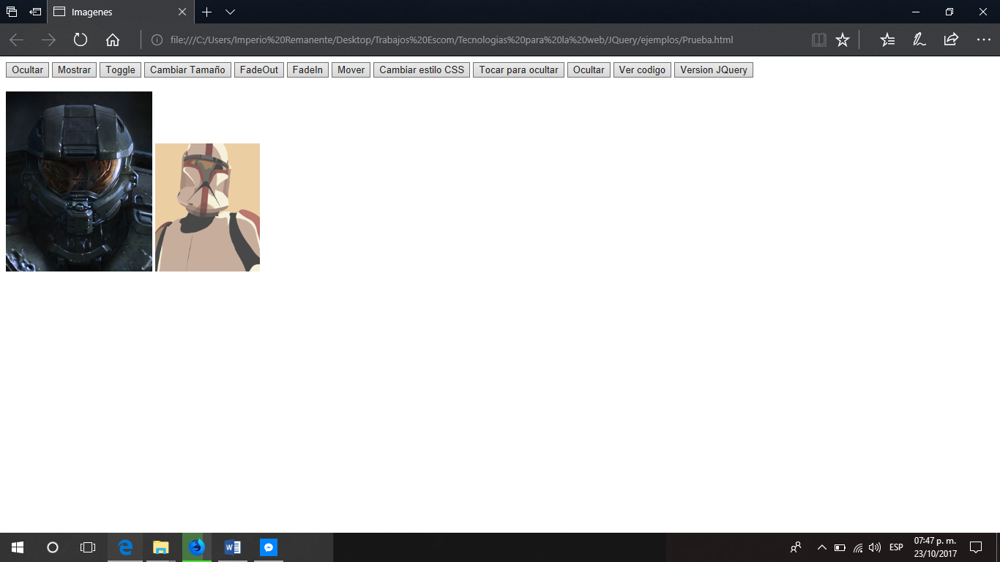 Imagenes
file:///C:/Users/Imperio%20Remanente/Desktop/Trabajos%20Escom/Tecnologias%20para%20la%20web/JQuery/ejemplos/Prueba.html
Ocultar Mostrar Toggle Cambiar Tamaño FadeOut FadeIn Mover Cambiar estilo CSS Tocar para ocultar Ocultar Ver codigo Version JQuery
ESP 07:47 p. m.
23/10/2017